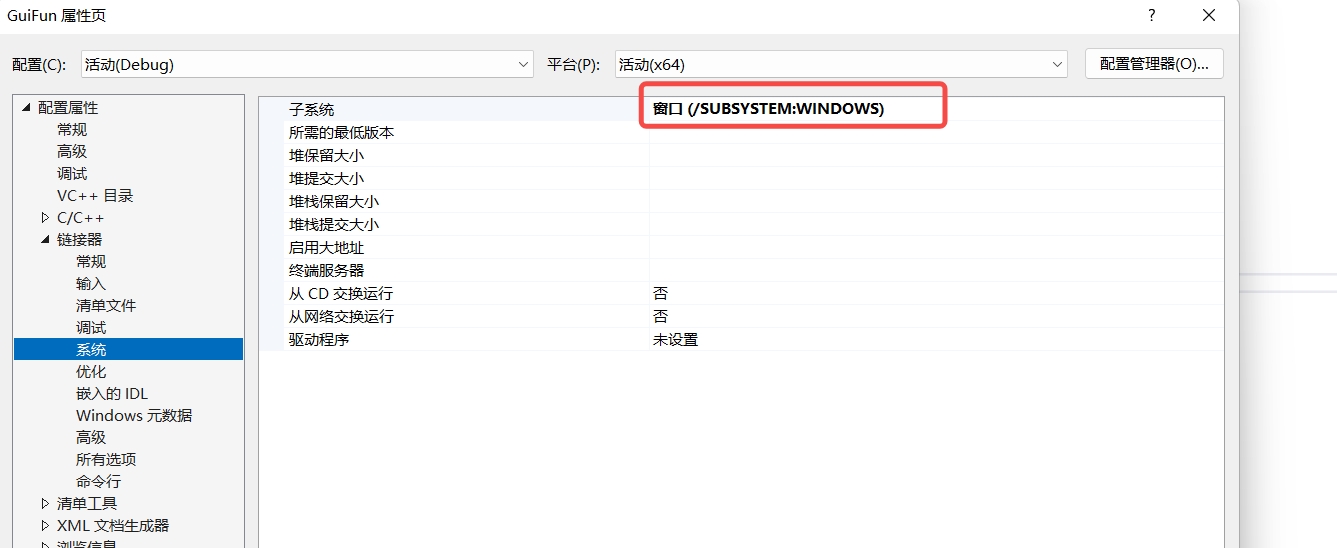 GuiFun 属性页
配置(C): 活动(Debug) 平台(P): 活动(x64) 配置管理器(O)...
配置属性
常规
高级
调试
VC++ 目录
C/C++
链接器
常规
输入
清单文件
调试
系统
优化
嵌入的 IDL
Windows 元数据
高级
所有选项
命令行
清单工具
XML 文档生成器
浏览信息
子系统 窗口 (/SUBSYSTEM:WINDOWS)
所需的最低版本
堆保留大小
堆提交大小
堆栈保留大小
堆栈提交大小
启用大地址
终端服务器
从 CD 交换运行 否
从网络交换运行 否
驱动程序 未设置